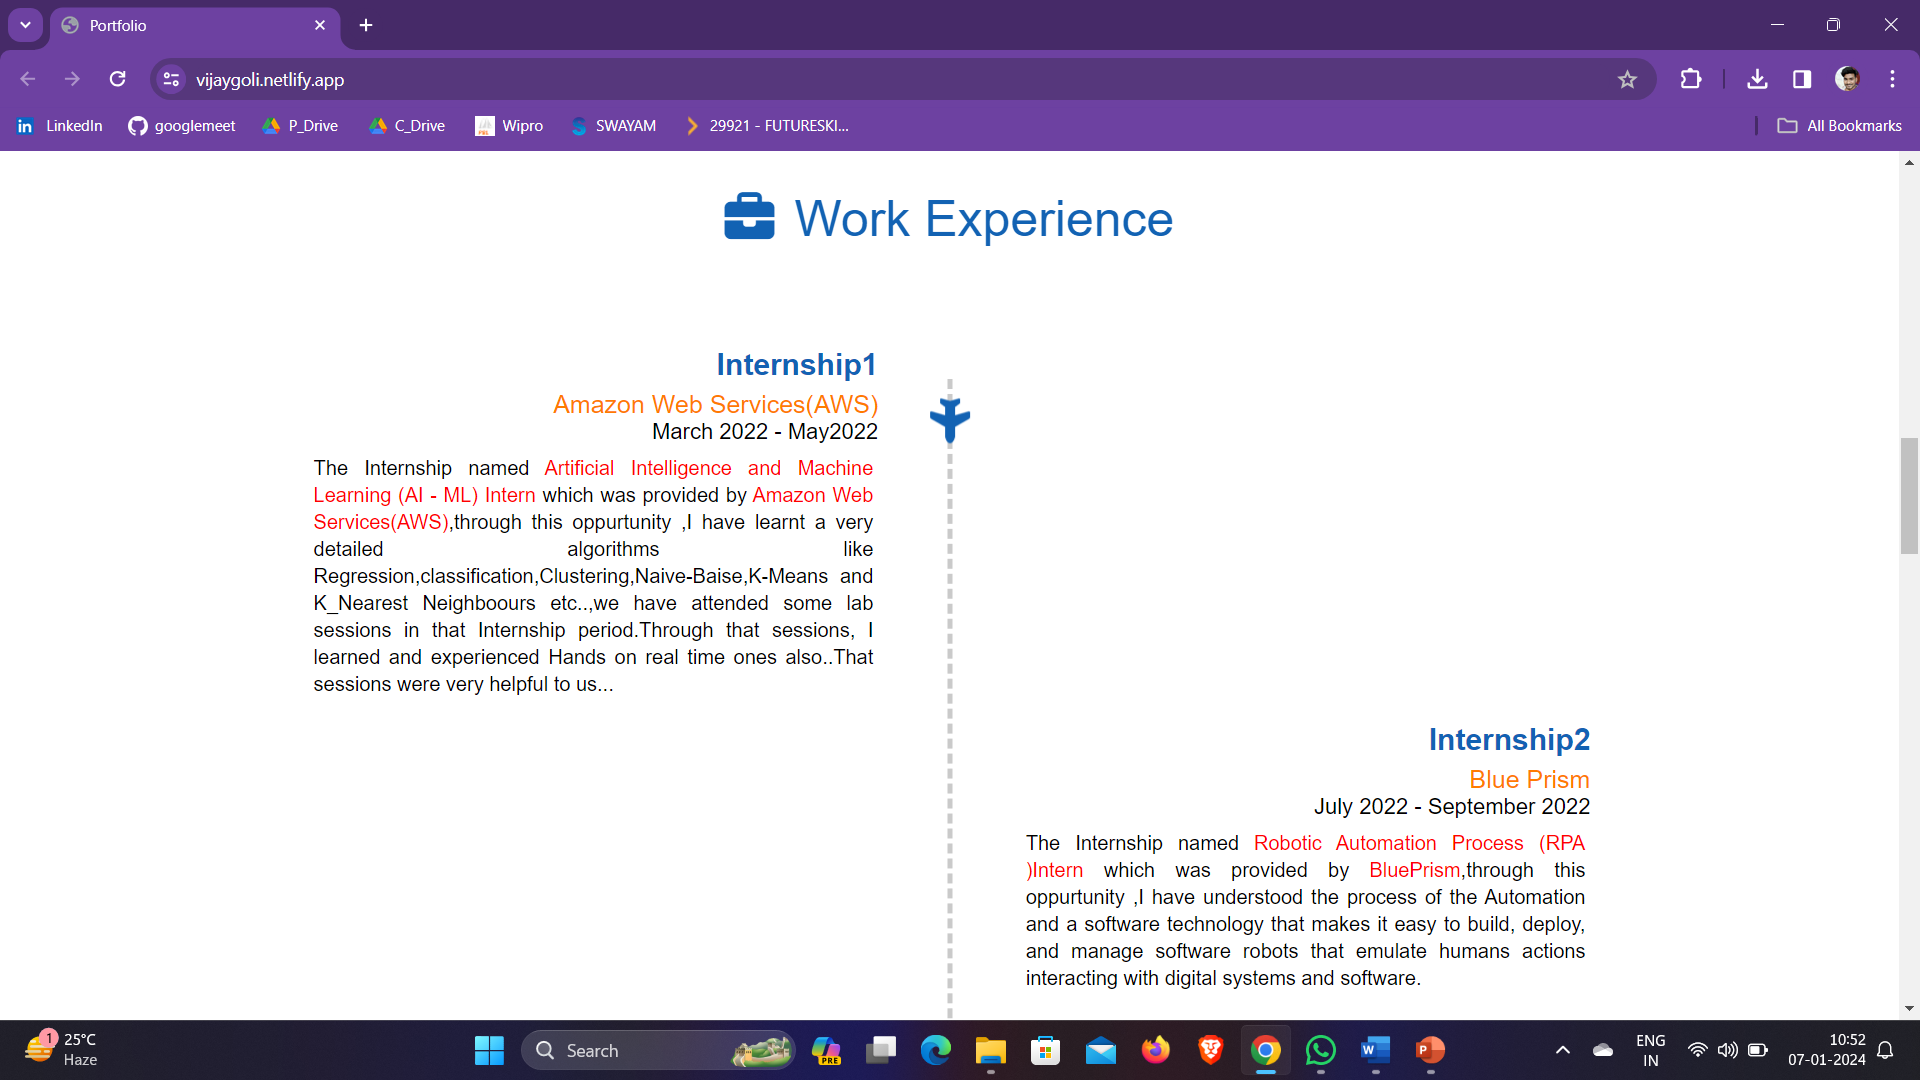 Portfolio
vijaygoli.netlify.app
LinkedIn googlemeet P_Drive C_Drive Wipro SWAYAM 29921 - FUTURESKI... All Bookmarks
Work Experience
Internship1
Amazon Web Services(AWS)
March 2022 - May2022
The Internship named Artificial Intelligence and Machine
Learning (AI - ML) Intern which was provided by Amazon Web
Services(AWS),through this oppurtunity ,I have learnt a very
detailed algorithms like
Regression,classification,Clustering,Naive-Baise,K-Means and
K_Nearest Neighboours etc..,we have attended some lab
sessions in that Internship period.Through that sessions, I
learned and experienced Hands on real time ones also..That
sessions were very helpful to us...
Internship2
Blue Prism
July 2022 - September 2022
The Internship named Robotic Automation Process (RPA
)Intern which was provided by BluePrism,through this
oppurtunity ,I have understood the process of the Automation
and a software technology that makes it easy to build, deploy,
and manage software robots that emulate humans actions
interacting with digital systems and software.
1 25°C
Haze
Search
PRE
ENG
IN
10:52
07-01-2024